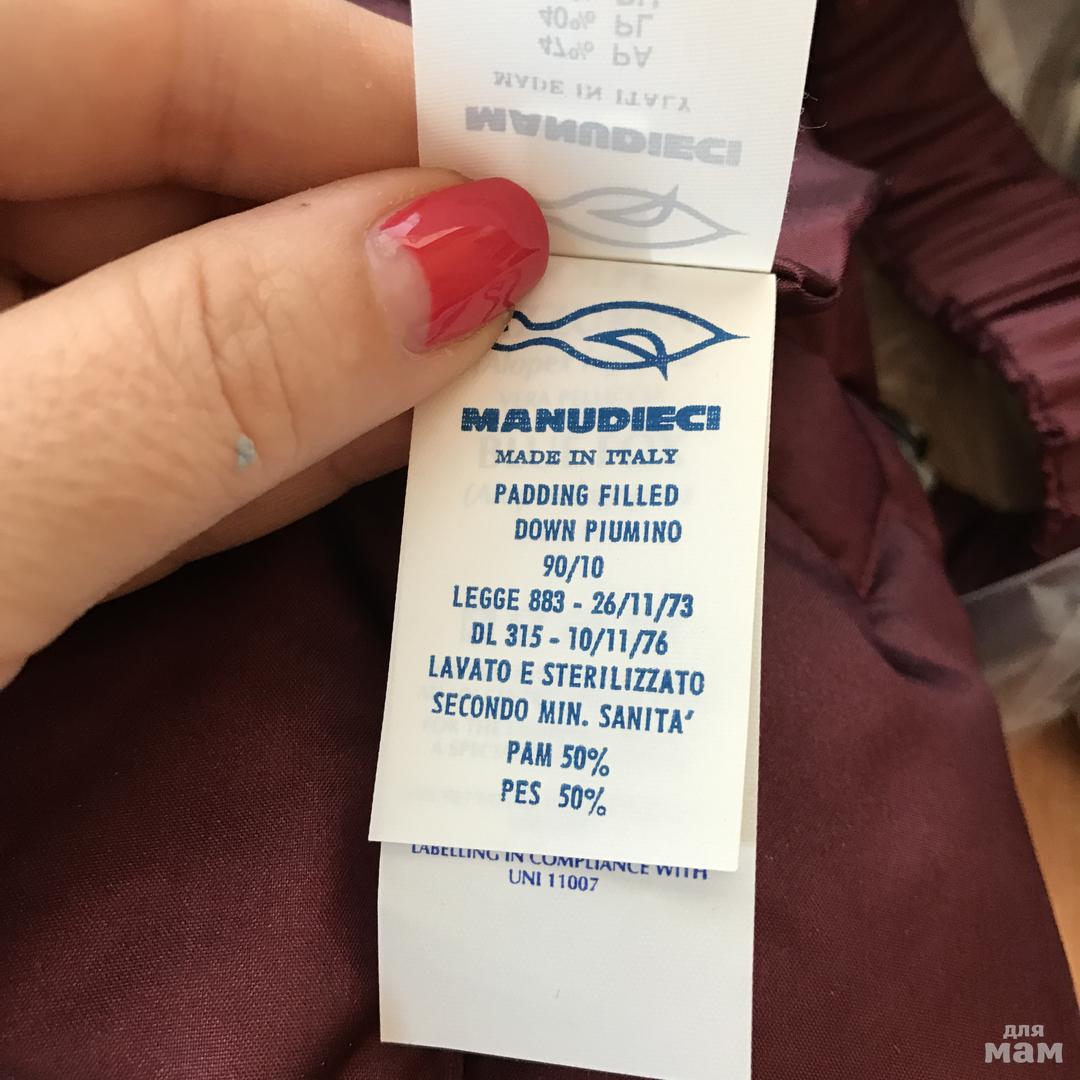 40% PL
47% PA
MADE IN ITALY
MANUDIECI
MANUDIECI
MADE IN ITALY
PADDING FILLED
DOWN PIUMINO
90/10
LEGGE 883 - 26/11/73
DL 315 - 10/11/76
LAVATO E STERILIZZATO
SECONDO MIN. SANITA'
PAM 50%
PES 50%
LABELLING IN COMPLIANCE WITH
UNI 11007
для
мам